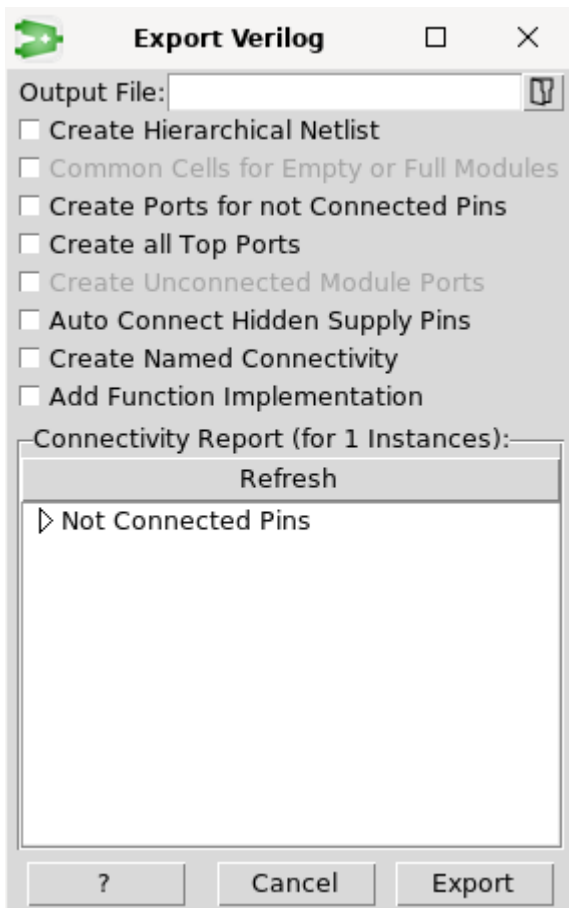 Export Verilog
Output File:
Create Hierarchical Netlist
Common Cells for Empty or Full Modules
Create Ports for not Connected Pins
Create all Top Ports
Create Unconnected Module Ports
Auto Connect Hidden Supply Pins
Create Named Connectivity
Add Function Implementation
Connectivity Report (for 1 Instances):
Refresh
Not Connected Pins
? Cancel Export